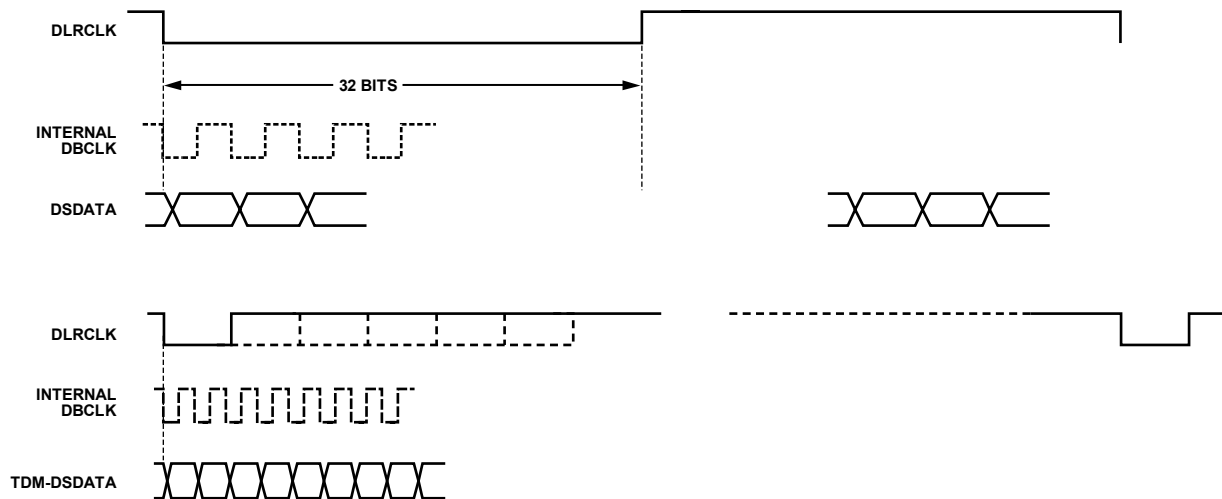 DLRCLK
32 BITS
INTERNAL
DBCLK
DSDATA
DLRCLK
INTERNAL
DBCLK
TDM-DSDATA